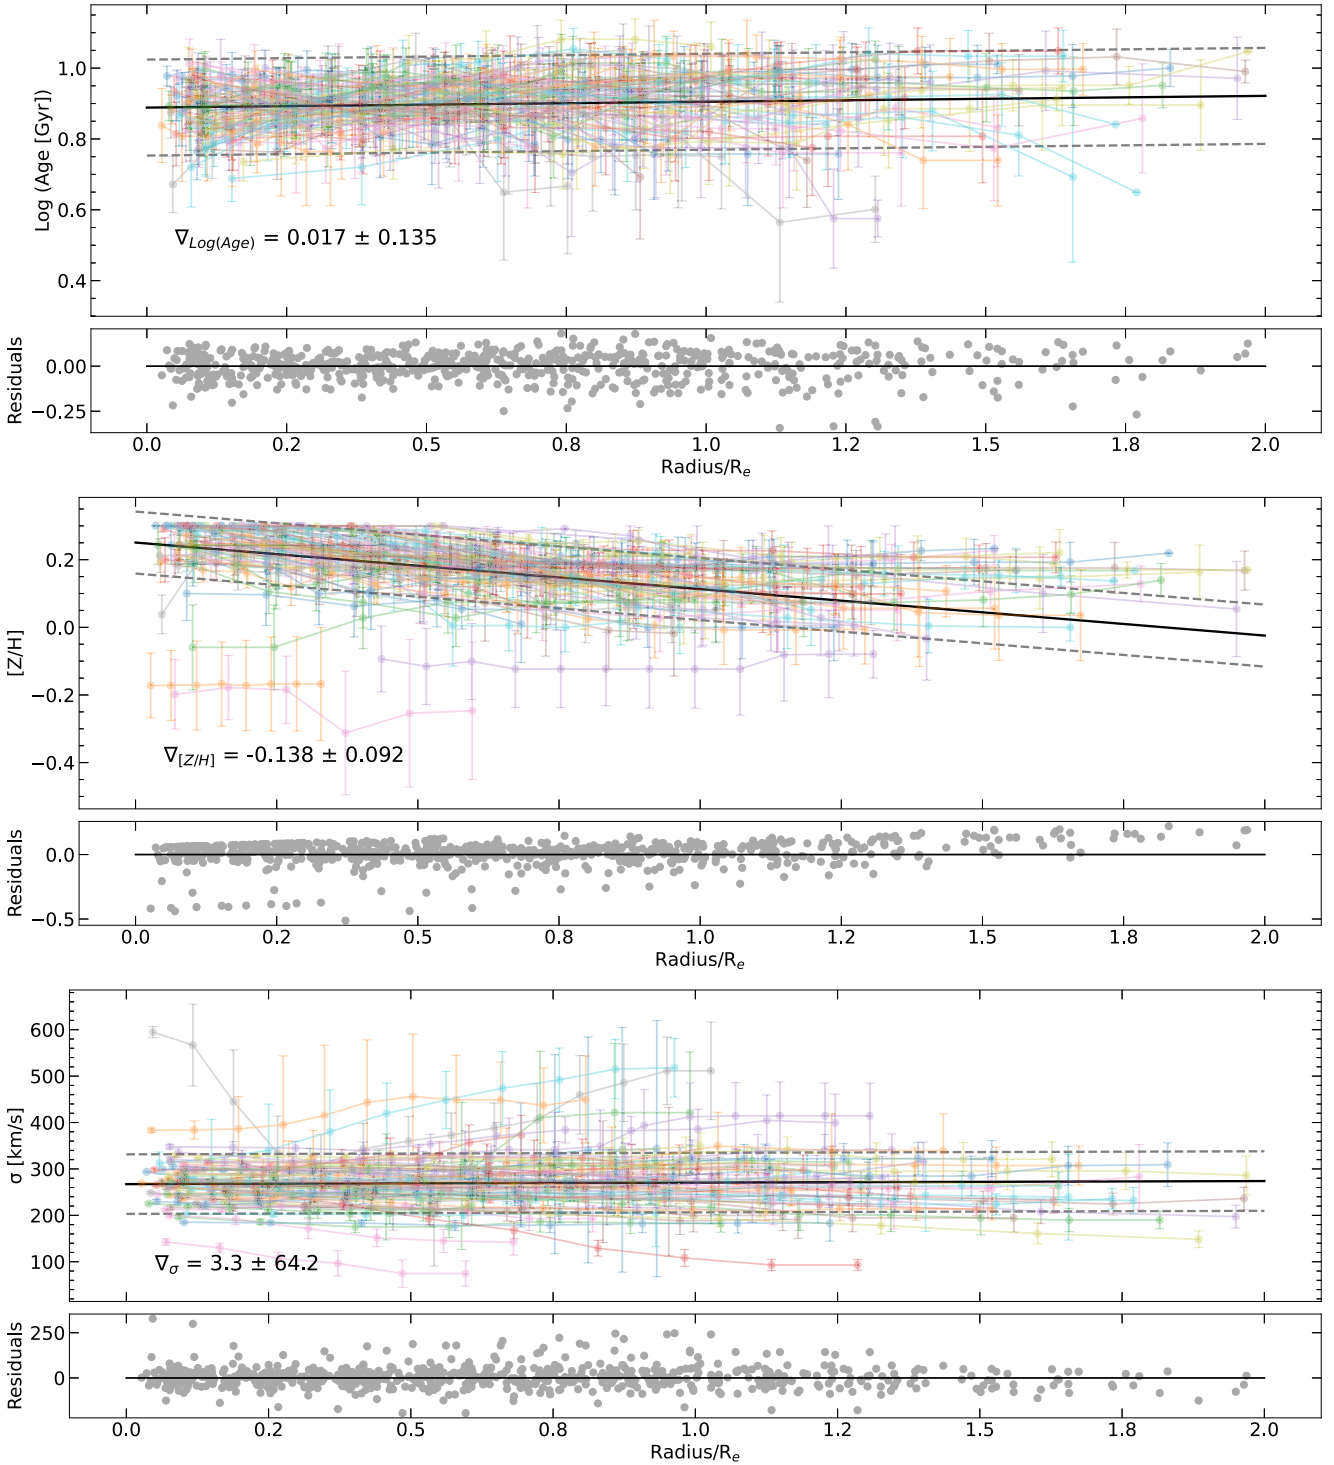 Log (Age [Gyr])
1.0
0.8
0.6
0.4
∇Log(Age) = 0.017 ± 0.135
Residuals
0.00
−0.25
0.0 0.2 0.5 0.8 1.0 1.2 1.5 1.8 2.0
Radius/Re
[Z/H]
0.2
0.0
−0.2
−0.4
∇[Z/H] = -0.138 ± 0.092
Residuals
0.0
−0.5
0.0 0.2 0.5 0.8 1.0 1.2 1.5 1.8 2.0
Radius/Re
σ [km/s]
600
500
400
300
200
100
∇σ = 3.3 ± 64.2
Residuals
250
0
0.0 0.2 0.5 0.8 1.0 1.2 1.5 1.8 2.0
Radius/Re